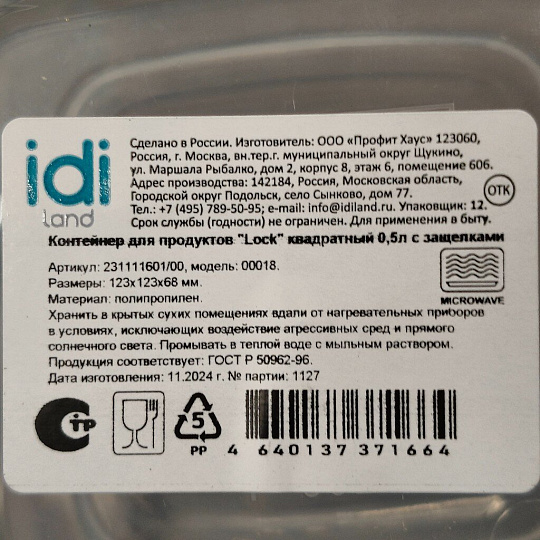 idi
land
Сделано в России. Изготовитель: ООО «Профит Хаус» 123060,
Россия, г. Москва, вн.тер.г. муниципальный округ Щукино,
ул. Маршала Рыбалко, дом 2, корпус 8, этаж 6, помещение 606.
Адрес производства: 142184, Россия, Московская область,
Городской округ Подольск, село Сынково, дом 77.
Тел.: +7 (495) 789-50-95; e-mail: info@idiland.ru. Упаковщик: 12.
Срок службы (годности) не ограничен. Для применения в быту.
ОТК
Контейнер для продуктов "Lock" квадратный 0,5л с защелками
Артикул: 231111601/00, модель: 00018.
Размеры: 123х123х68 мм.
Материал: полипропилен.
MICROWAVE
Хранить в крытых сухих помещениях вдали от нагревательных приборов
в условиях, исключающих воздействие агрессивных сред и прямого
солнечного света. Промывать в теплой воде с мыльным раствором.
Продукция соответствует: ГОСТ Р 50962-96.
Дата изготовления: 11.2024 г. № партии: 1127
СТР
5
PP
4 640137 371664